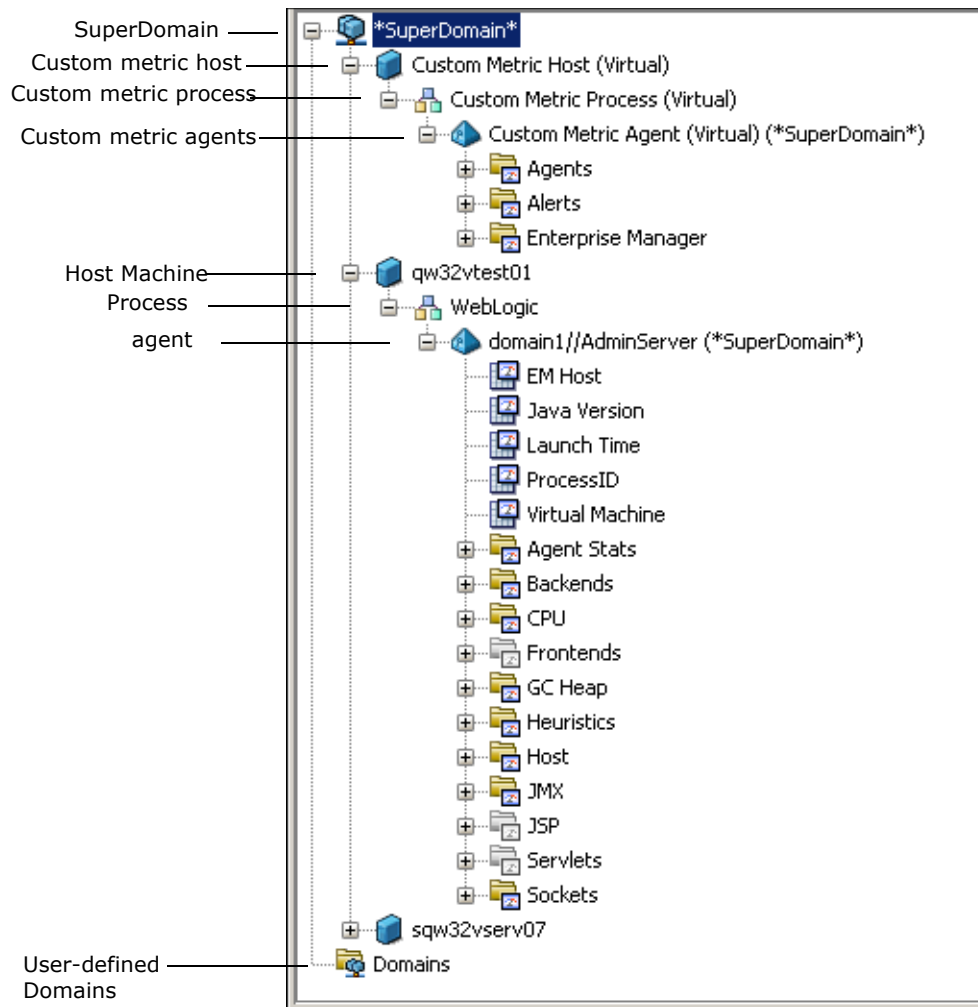 SuperDomain
*SuperDomain*
Custom metric host
Custom Metric Host (Virtual)
Custom metric process
Custom Metric Process (Virtual)
Custom metric agents
Custom Metric Agent (Virtual) (*SuperDomain*)
Agents
Alerts
Enterprise Manager
Host Machine
qw32vtest01
Process
WebLogic
agent
domain1//AdminServer (*SuperDomain*)
EM Host
Java Version
Launch Time
ProcessID
Virtual Machine
Agent Stats
Backends
CPU
Frontends
GC Heap
Heuristics
Host
JMX
JSP
Servlets
Sockets
sqw32vserv07
User-defined
Domains
Domains